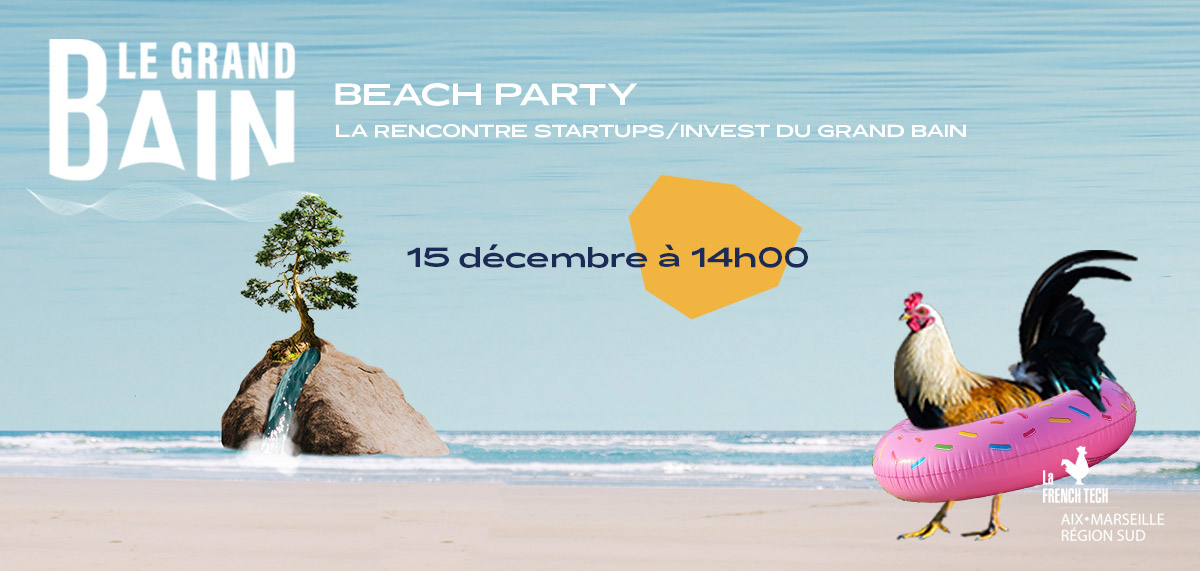 LE GRAND
BAIN
BEACH PARTY
LA RENCONTRE STARTUPS/INVEST DU GRAND BAIN
15 décembre à 14h00
La
FRENCH TECH
AIX•MARSEILLE
RÉGION SUD